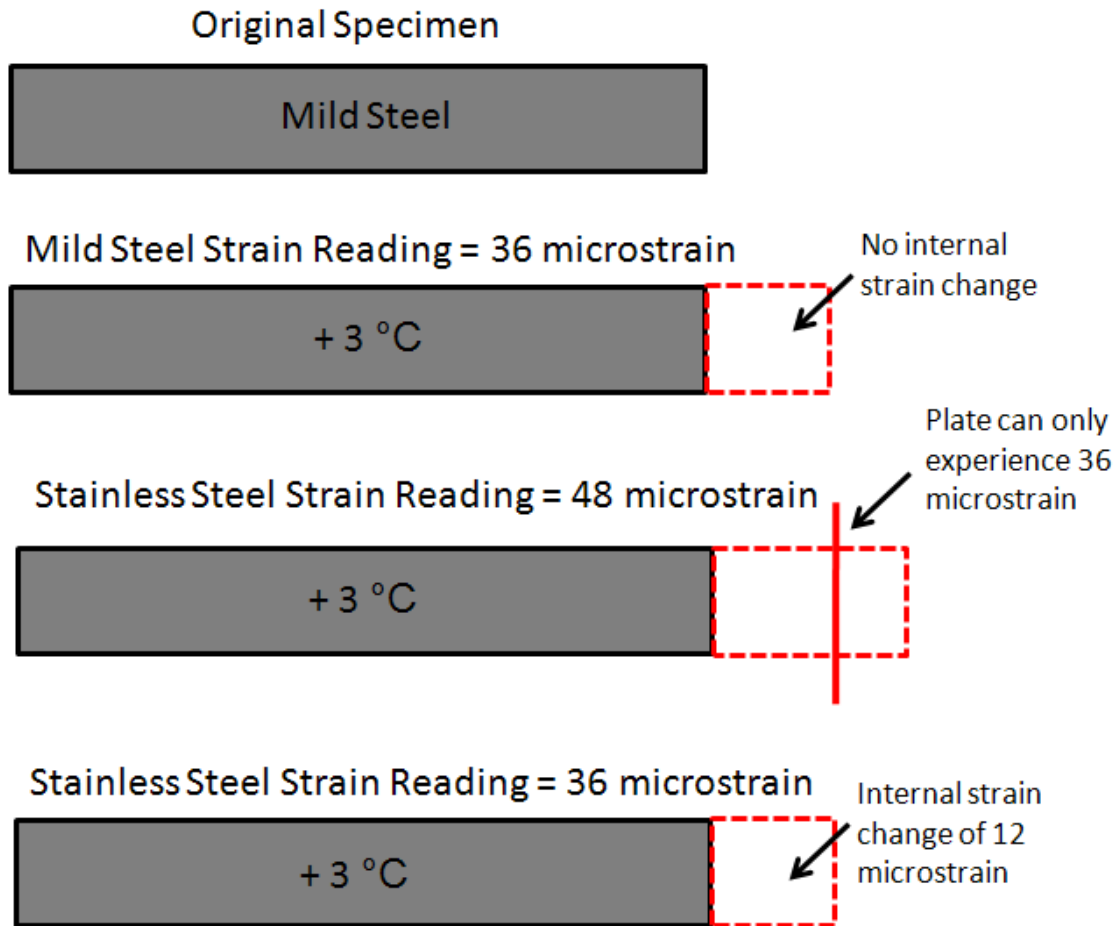 Original Specimen
Mild Steel
Mild Steel Strain Reading = 36 microstrain
No internal
strain change
+ 3 °C
Plate can only
experience 36
microstrain
Stainless Steel Strain Reading = 48 microstrain
+ 3 °C
Stainless Steel Strain Reading = 36 microstrain
Internal strain
change of 12
microstrain
+ 3 °C